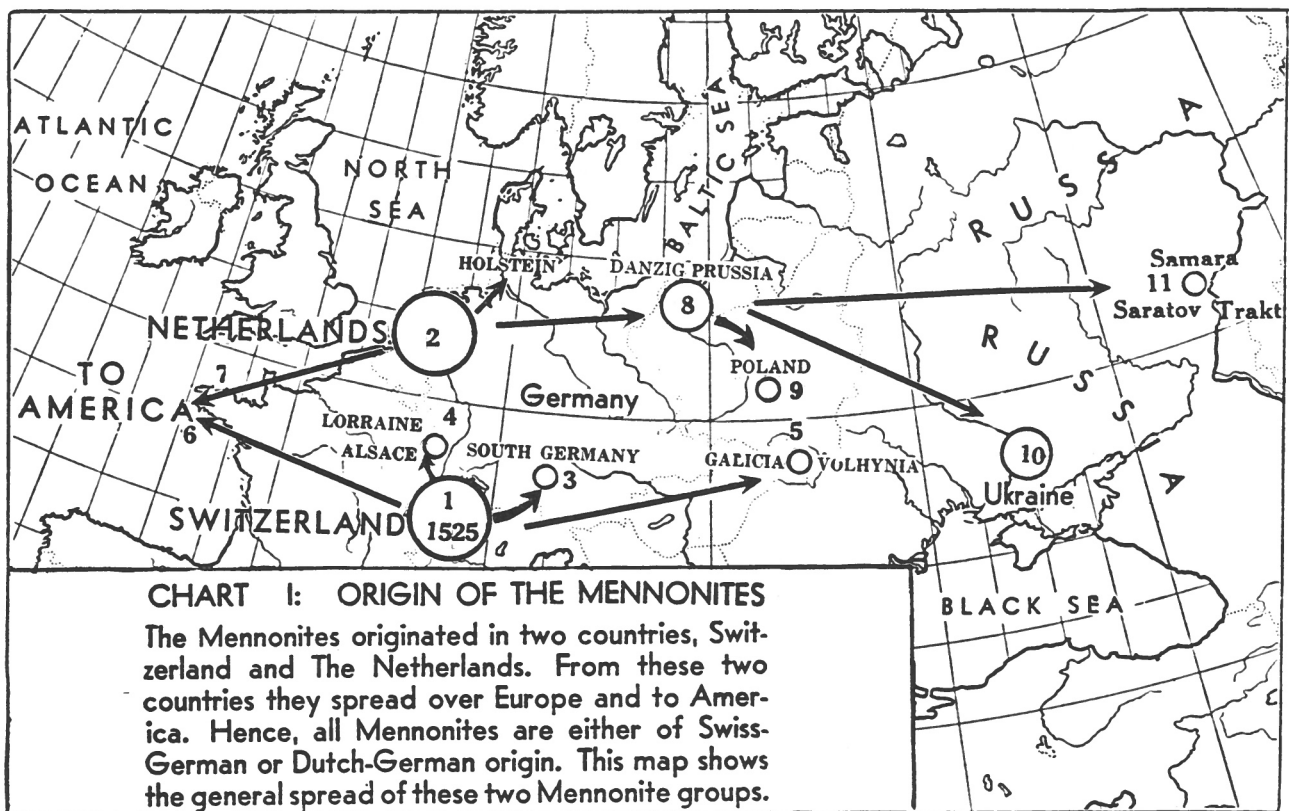 ATLANTIC
OCEAN
NORTH
SEA
BALTIC SEA
RUSSIA
RUSSIA
HOLSTEIN
DANZIG PRUSSIA
Samara
11
Saratov Trakt
8
NETHERLANDS
2
POLAND
9
TO
AMERICA
7
6
Germany
4
LORRAINE
ALSACE
SOUTH GERMANY
3
5
GALICIA
VOLHYNIA
10
Ukraine
SWITZERLAND
1
1525
BLACK SEA
CHART I: ORIGIN OF THE MENNONITES
The Mennonites originated in two countries, Swit-
zerland and The Netherlands. From these two
countries they spread over Europe and to Amer-
ica. Hence, all Mennonites are either of Swiss-
German or Dutch-German origin. This map shows
the general spread of these two Mennonite groups.